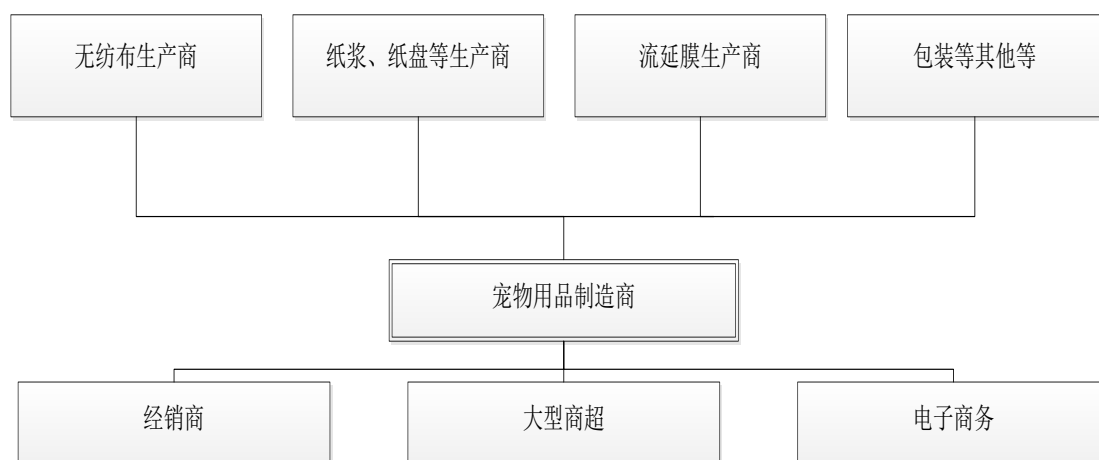 无纺布生产商
纸浆、纸盘等生产商
流延膜生产商
包装等其他等
宠物用品制造商
经销商
大型商超
电子商务